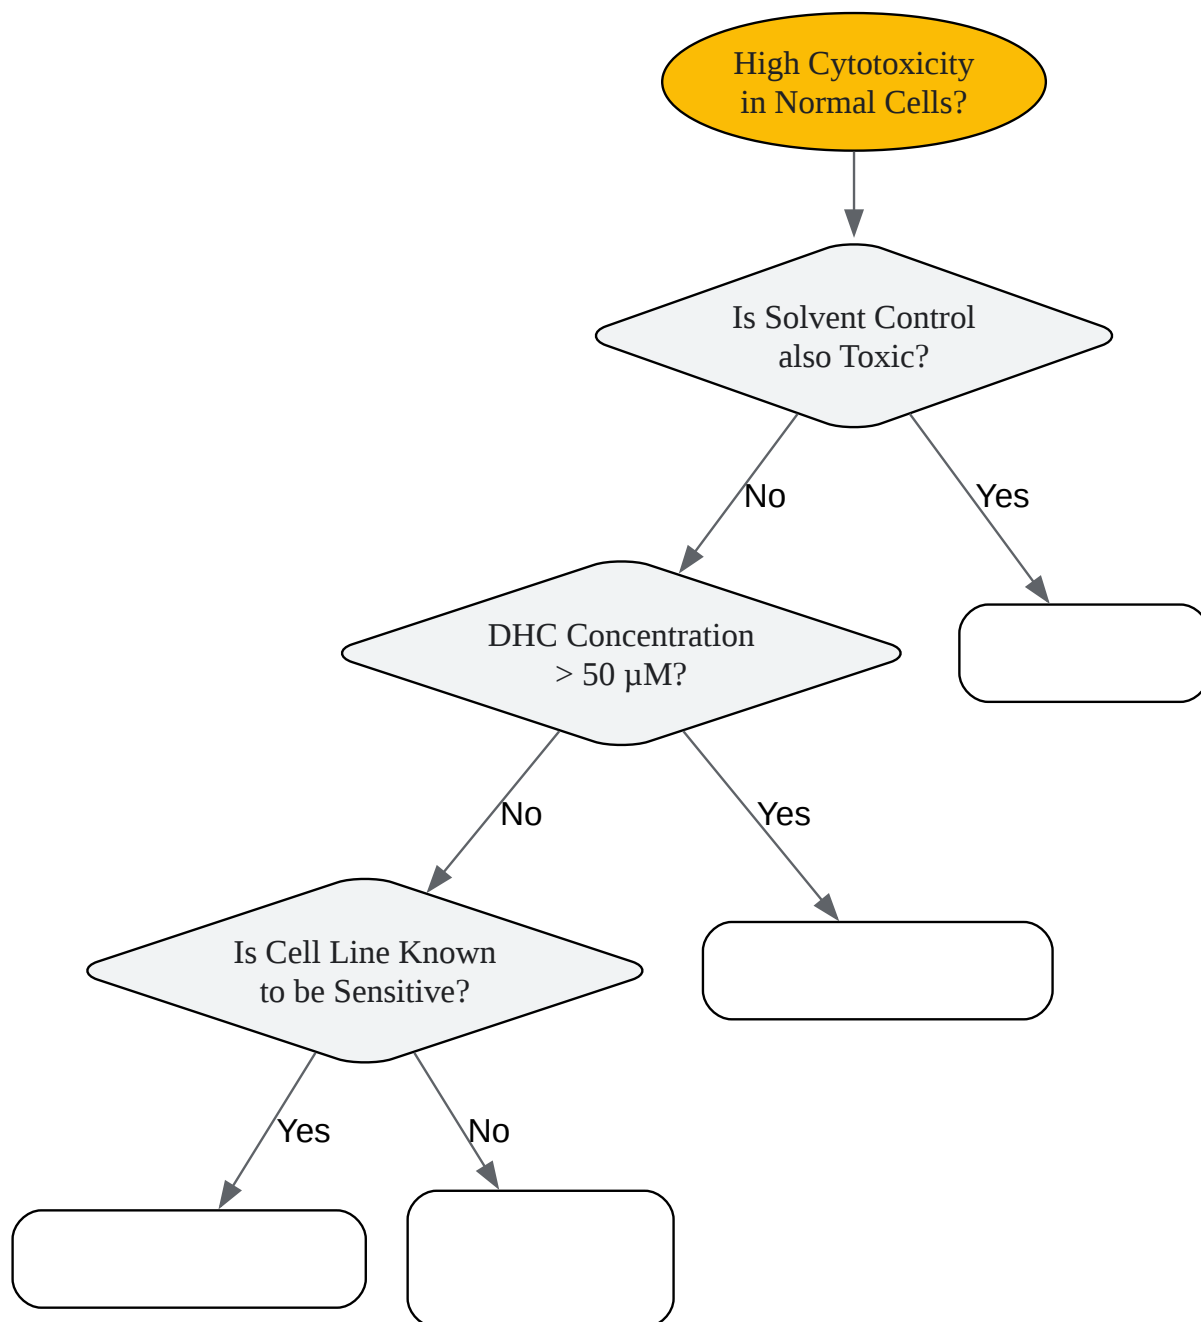 High Cytotoxicity
in Normal Cells?
Is Solvent Control
also Toxic?
No
Yes
DHC Concentration
> 50 µM?
No
Yes
Is Cell Line Known
to be Sensitive?
Yes
No